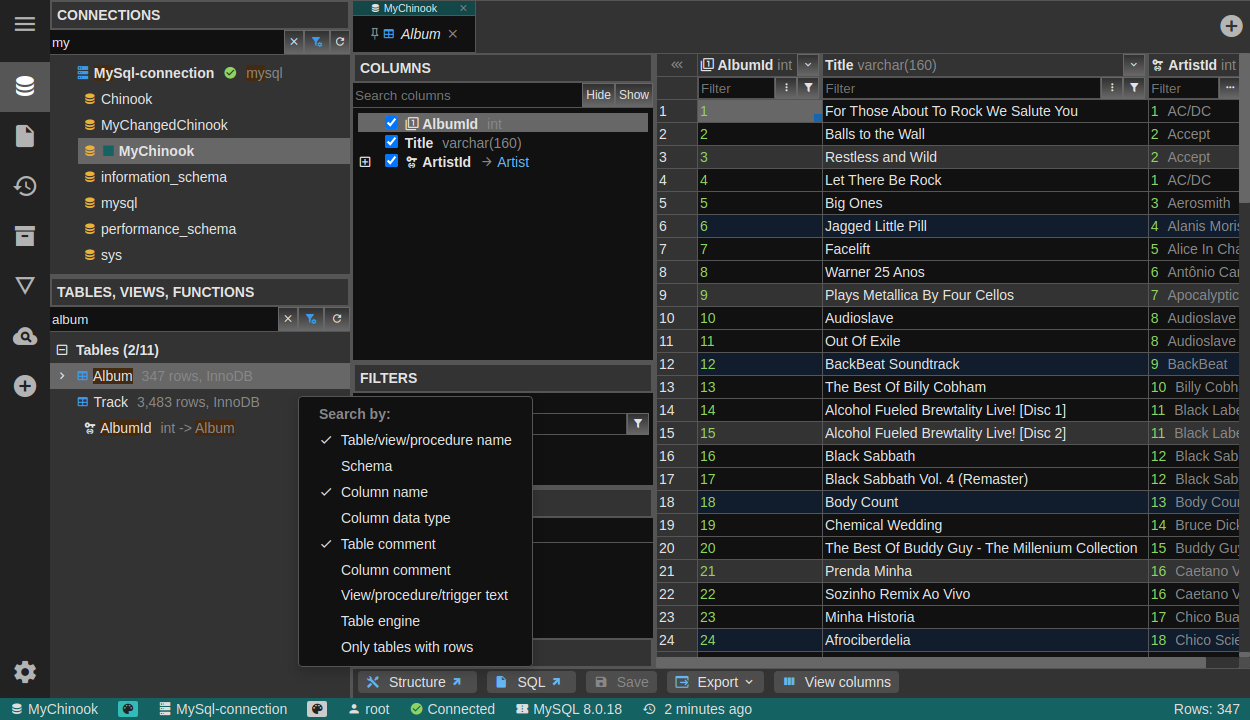 CONNECTIONS
my
MySql-connection mysql
Chinook
MyChangedChinook
MyChinook
information_schema
mysql
performance_schema
sys
TABLES, VIEWS, FUNCTIONS
album
Tables (2/11)
Album 347 rows, InnoDB
Track 3,483 rows, InnoDB
AlbumId int -> Album
Search by:
Table/view/procedure name
Schema
Column name
Column data type
Table comment
Column comment
View/procedure/trigger text
Table engine
Only tables with rows
MyChinook
Album
COLUMNS
Search columns Hide Show
AlbumId int
Title varchar(160)
ArtistId Artist
FILTERS
AlbumId int Title varchar(160) ArtistId int
Filter Filter Filter
1 1 For Those About To Rock We Salute You 1 AC/DC
2 2 Balls to the Wall 2 Accept
3 3 Restless and Wild 2 Accept
4 4 Let There Be Rock 1 AC/DC
5 5 Big Ones 3 Aerosmith
6 6 Jagged Little Pill 4 Alanis Moris
7 7 Facelift 5 Alice In Cha
8 8 Warner 25 Anos 6 Antônio Car
9 9 Plays Metallica By Four Cellos 7 Apocalyptic
10 10 Audioslave 8 Audioslave
11 11 Out Of Exile 8 Audioslave
12 12 BackBeat Soundtrack 9 BackBeat
13 13 The Best Of Billy Cobham 10 Billy Cobh
14 14 Alcohol Fueled Brewtality Live! [Disc 1] 11 Black Labe
15 15 Alcohol Fueled Brewtality Live! [Disc 2] 11 Black Labe
16 16 Black Sabbath 12 Black Sab
17 17 Black Sabbath Vol. 4 (Remaster) 12 Black Sab
18 18 Body Count 13 Body Coun
19 19 Chemical Wedding 14 Bruce Dick
20 20 The Best Of Buddy Guy - The Millenium Collection 15 Buddy Guy
21 21 Prenda Minha 16 Caetano V
22 22 Sozinho Remix Ao Vivo 16 Caetano V
23 23 Minha Historia 17 Chico Bua
24 24 Afrociberdelia 18 Chico Scie
Structure SQL Save Export View columns
MyChinook MySql-connection root Connected MySQL 8.0.18 2 minutes ago Rows: 347